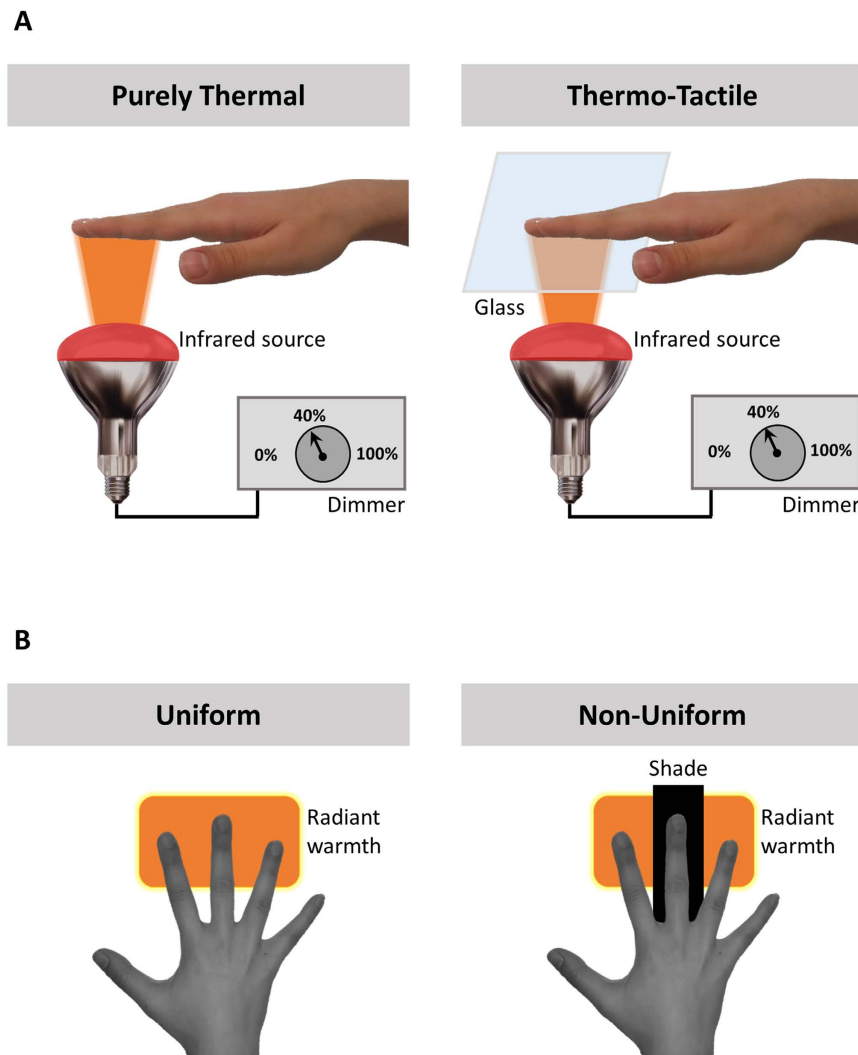 A
Purely Thermal
Thermo-Tactile
Infrared source
40%
0%
100%
Dimmer
Glass
Infrared source
40%
0%
100%
Dimmer
B
Uniform
Non-Uniform
Radiant
warmth
Shade
Radiant
warmth